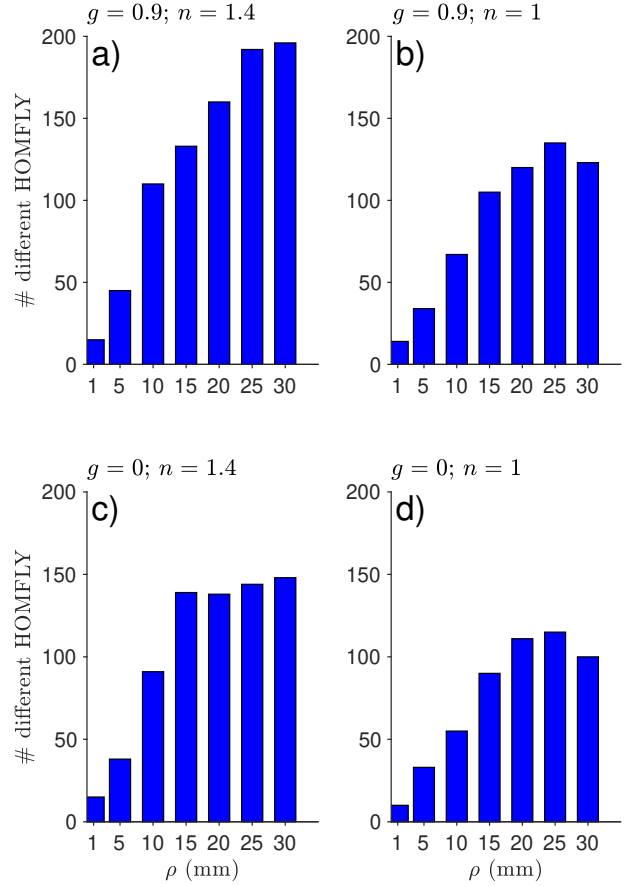 g = 0.9; n = 1.4
g = 0.9; n = 1
a)
b)
# different HOMFLY
200
150
100
50
0
1 5 10 15 20 25 30
200
150
100
50
0
1 5 10 15 20 25 30
g = 0; n = 1.4
g = 0; n = 1
c)
d)
# different HOMFLY
200
150
100
50
0
1 5 10 15 20 25 30
ρ (mm)
200
150
100
50
0
1 5 10 15 20 25 30
ρ (mm)